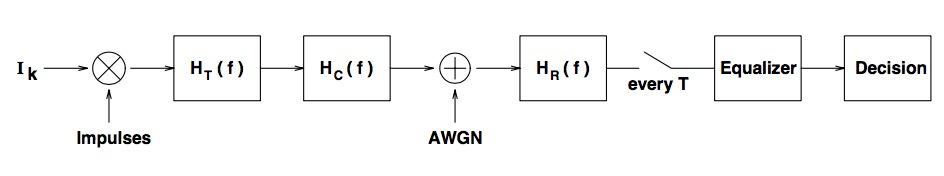 I k
H T (f)
H C (f)
H R (f)
every T
Equalizer
Decision
Impulses
AWGN